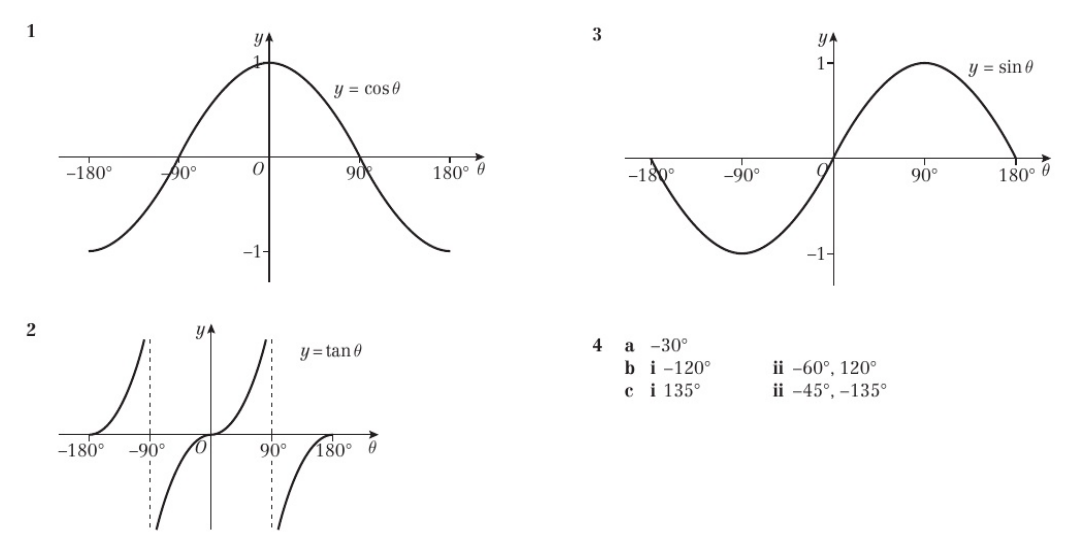 1
y
1
y = cos θ
–180° –90° O 90° 180° θ
–1
2
y
y = tan θ
–180° –90° O 90° 180° θ
3
y
1
y = sin θ
–180° –90° O 90° 180° θ
–1
4 a –30°
b i –120° ii –60°, 120°
c i 135° ii –45°, –135°